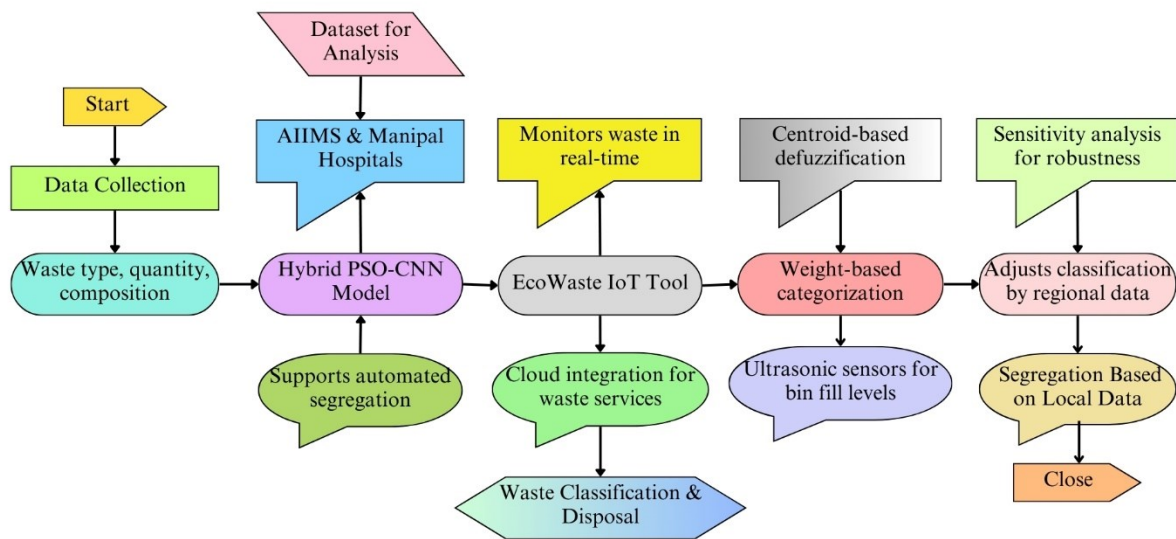 Dataset for
Analysis
Start
AIIMS & Manipal
Hospitals
Monitors waste in
real-time
Centroid-based
defuzzification
Sensitivity analysis
for robustness
Data Collection
Waste type, quantity,
composition
Hybrid PSO-CNN
Model
EcoWaste IoT Tool
Weight-based
categorization
Adjusts classification
by regional data
Supports automated
segregation
Cloud integration for
waste services
Ultrasonic sensors for
bin fill levels
Segregation Based
on Local Data
Waste Classification &
Disposal
Close